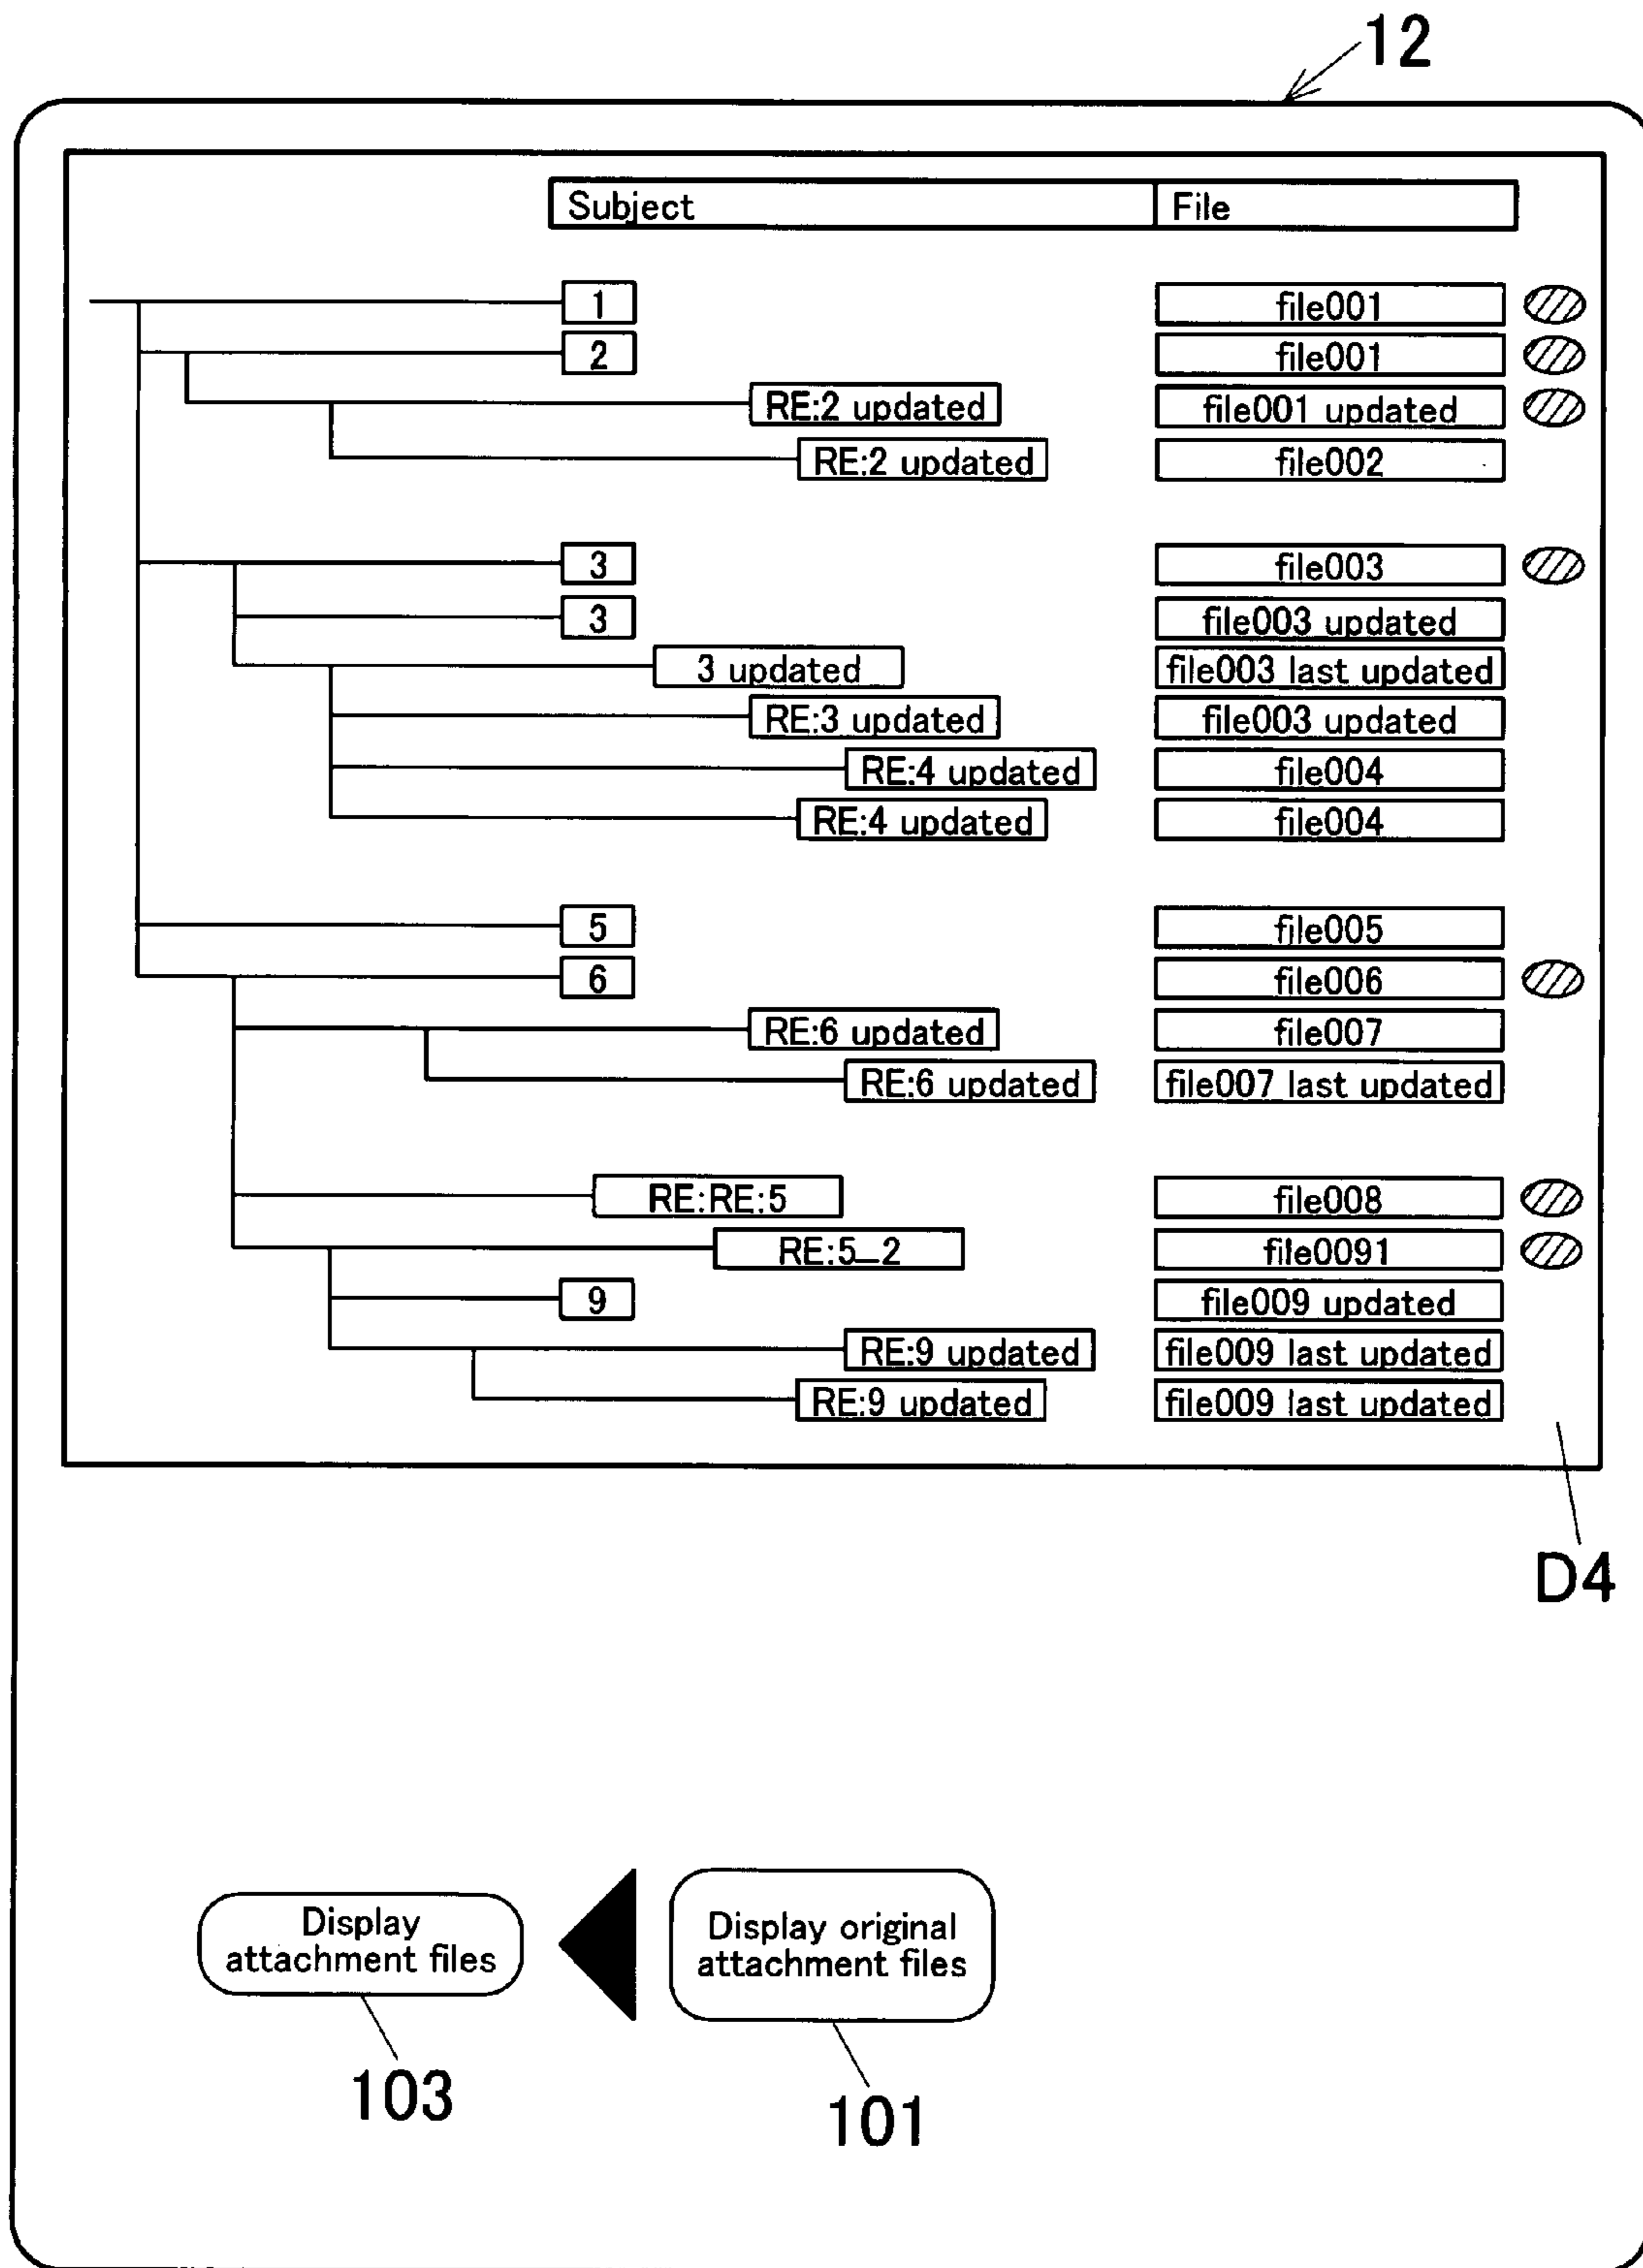 12
Subject File
1 file001
2 file001
RE:2 updated file001 updated
RE:2 updated file002
3 file003
3 file003 updated
3 updated file003 last updated
RE:3 updated file003 updated
RE:4 updated file004
RE:4 updated file004
5 file005
6 file006
RE:6 updated file007
RE:6 updated file007 last updated
RE:RE:5 file008
RE:5_2 file0091
9 file009 updated
RE:9 updated file009 last updated
RE:9 updated file009 last updated
D4
Display
attachment files
Display original
attachment files
103
101